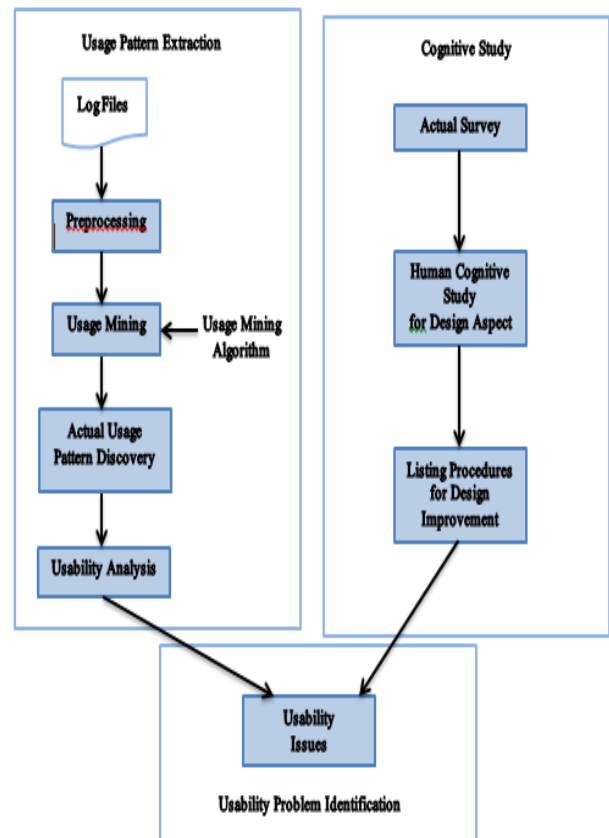 Usage Pattern Extraction
Log Files
Preprocessing
Usage Mining
Usage Mining
Algorithm
Actual Usage
Pattern Discovery
Usability Analysis
Cognitive Study
Actual Survey
Human Cognitive
Study
for Design Aspect
Listing Procedures
for Design
Improvement
Usability
Issues
Usability Problem Identification